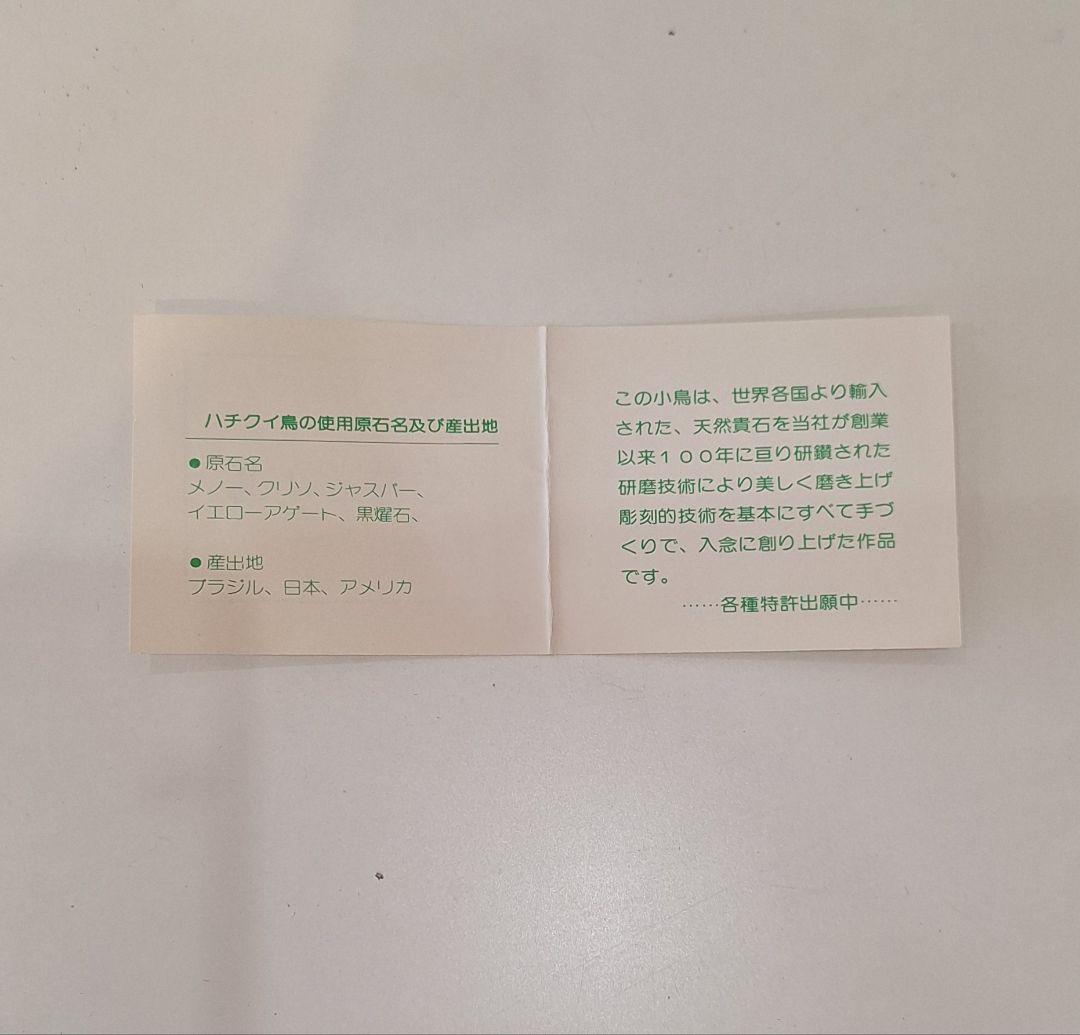 ハチクイ鳥の使用原石名及び産出地
●原石名
メノー、クリソ、ジャスパー、
イエローアゲート、黒耀石、
●産出地
ブラジル、日本、アメリカ
この小鳥は、世界各国より輸入
された、天然貴石を当社が創業
以来100年に亘り研鑽された
研磨技術により美しく磨き上げ
彫刻的技術を基本にすべて手づ
くりで、入念に創り上げた作品
です。
……各種特許出願中……